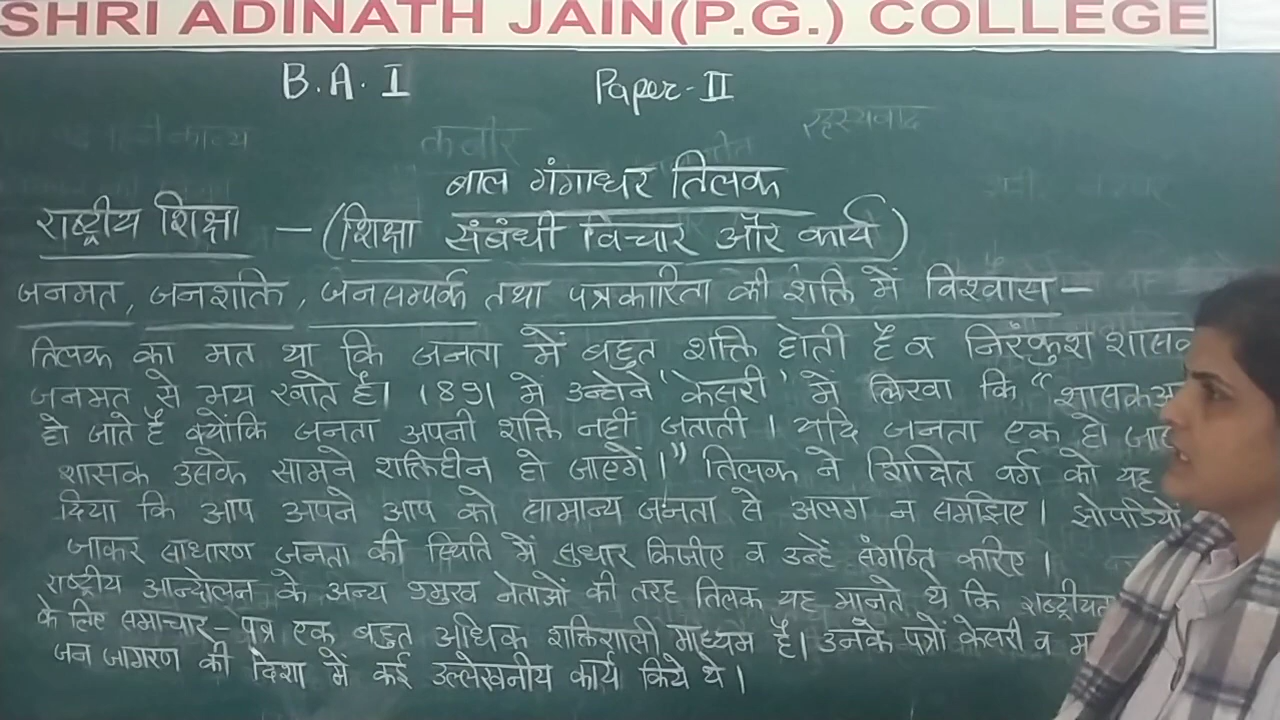 SHRI ADINATH JAIN(P.G.) COLLEGE
B.A. I Paper-II
रहस्यवाद
कबीर
बाल गंगाधर तिलक
राष्ट्रीय शिक्षा – (शिक्षा संबंधी विचार और कार्य)
जनमत, जनशक्ति, जनसम्पर्क तथा पत्रकारिता की शक्ति में विश्वास –
तिलक का मत था कि जनता में बहुत शक्ति होती है व निरंकुश
जनमत से भय खाते है। 1891 मे उन्होने 'केसरी' में लिखा कि "
हो जाते है क्योंकि जनता अपनी शक्ति नहीं जताती। यदि जनता एक हो
शासक उसके सामने शक्तिहीन हो जाएगें।" तिलक ने शिक्षित वर्ग को यह
दिया कि आप अपने आप को सामान्य जनता से अलग न समझिए।
जाकर साधारण जनता की स्थिति में सुधार किजीए व उन्हें संगठित करिए।
राष्ट्रीय आन्दोलन के अन्य प्रमुख नेताओं की तरह तिलक यह मानते थे कि
के लिए समाचार-पत्र एक बहुत अधिक शक्तिशाली माध्यम है। उनके पत्रों केसरी व
जन जागरण की दिशा में कई उल्लेखनीय कार्य किये थे।